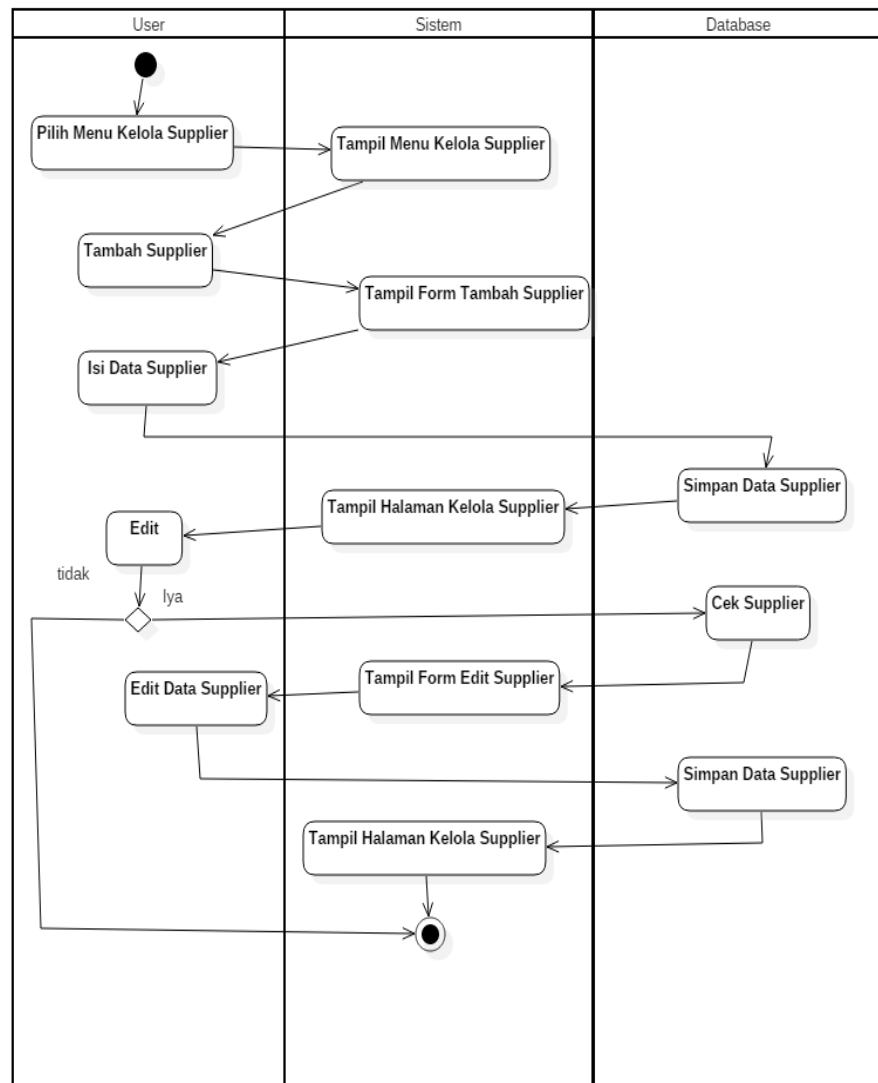 User
Sistem
Database
Pilih Menu Kelola Supplier
Tampil Menu Kelola Supplier
Tambah Supplier
Tampil Form Tambah Supplier
Isi Data Supplier
Simpan Data Supplier
Tampil Halaman Kelola Supplier
Edit
tidak
Iya
Cek Supplier
Tampil Form Edit Supplier
Edit Data Supplier
Simpan Data Supplier
Tampil Halaman Kelola Supplier